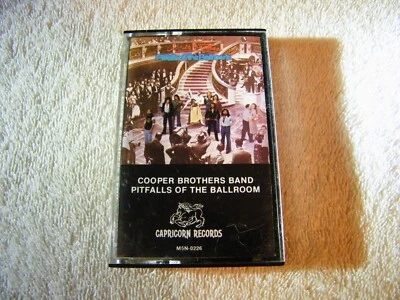 COOPER BROTHERS BAND
PITFALLS OF THE BALLROOM
CAPRICORN RECORDS
M5N-0226